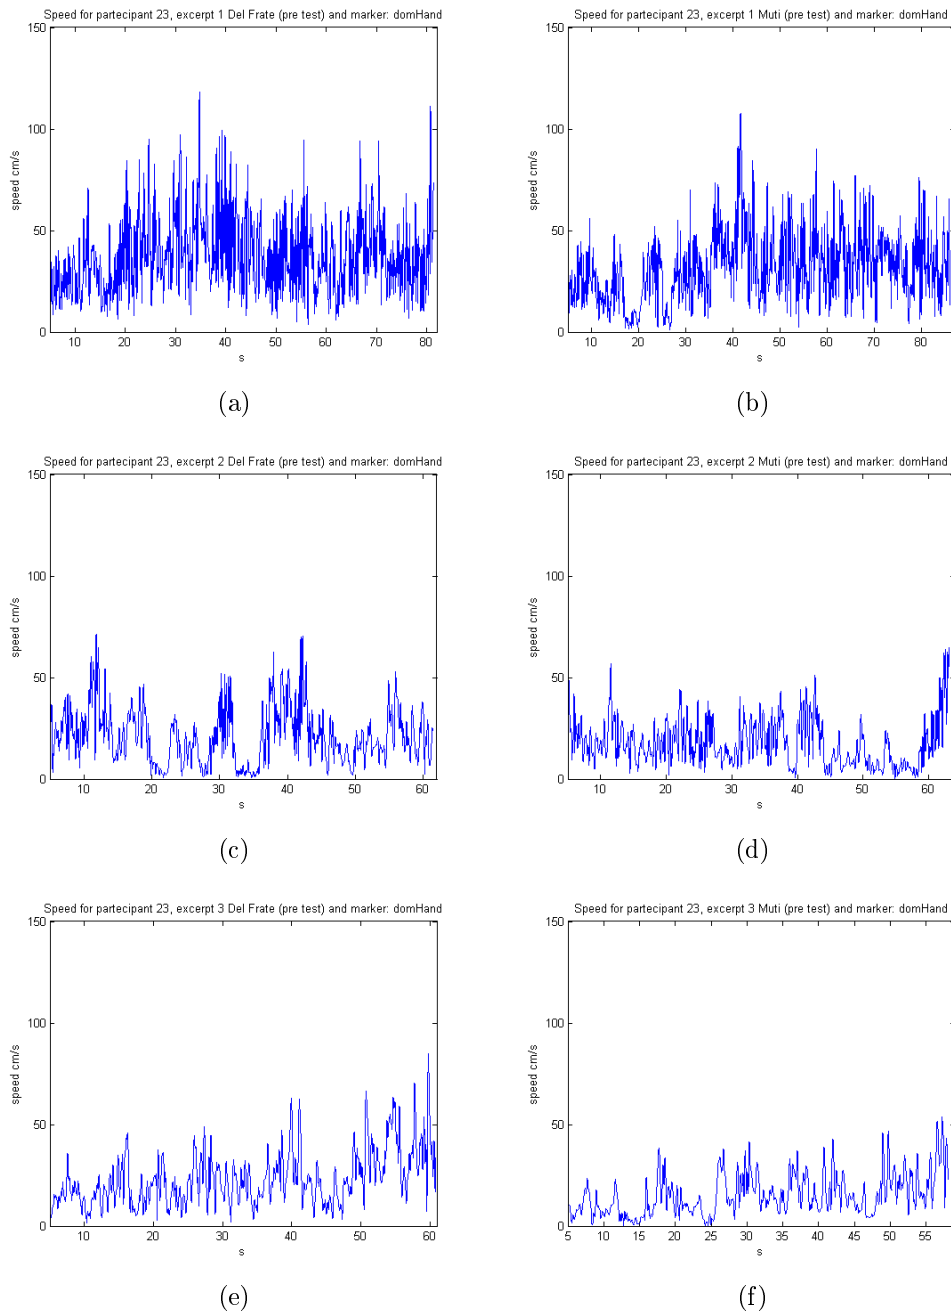 Speed for partecipant 23, excerpt 1 Del Frate (pre test) and marker: domHand
150
100
50
0
speed cm/s
10 20 30 40 50 60 70 80
s
(a)
Speed for partecipant 23, excerpt 1 Muti (pre test) and marker: domHand
150
100
50
0
speed cm/s
10 20 30 40 50 60 70 80
s
(b)
Speed for partecipant 23, excerpt 2 Del Frate (pre test) and marker: domHand
150
100
50
0
speed cm/s
10 20 30 40 50 60
s
(c)
Speed for partecipant 23, excerpt 2 Muti (pre test) and marker: domHand
150
100
50
0
speed cm/s
10 20 30 40 50 60
s
(d)
Speed for partecipant 23, excerpt 3 Del Frate (pre test) and marker: domHand
150
100
50
0
speed cm/s
10 20 30 40 50 60
s
(e)
Speed for partecipant 23, excerpt 3 Muti (pre test) and marker: domHand
150
100
50
0
speed cm/s
5 10 15 20 25 30 35 40 45 50 55
s
(f)